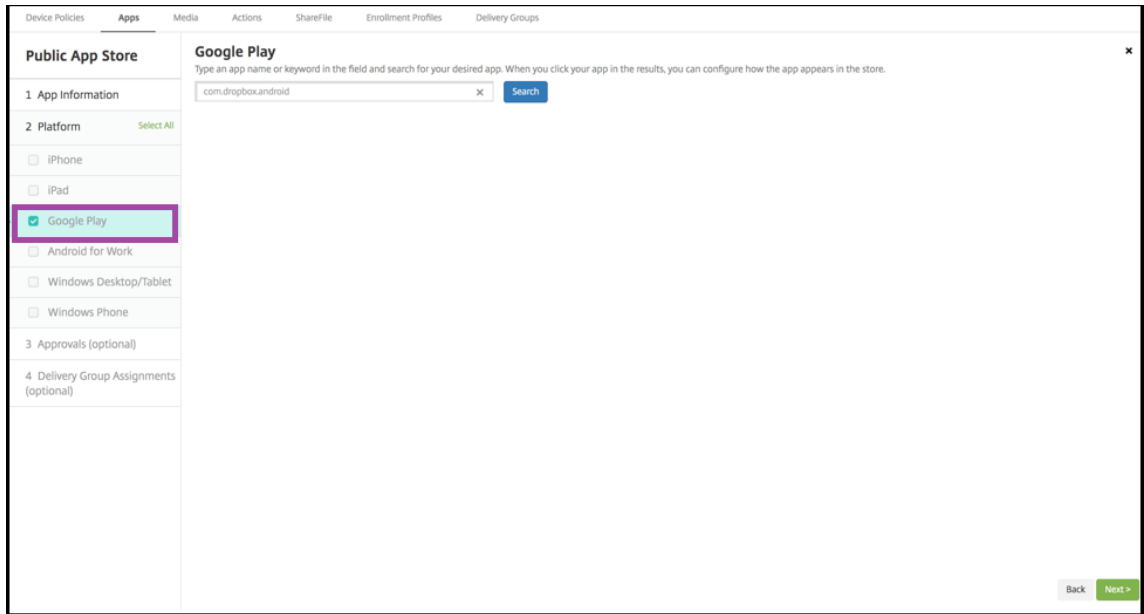 Device Policies Apps Media Actions ShareFile Enrollment Profiles Delivery Groups
Public App Store
1 App Information
2 Platform Select All
iPhone
iPad
Google Play
Android for Work
Windows Desktop/Tablet
Windows Phone
3 Approvals (optional)
4 Delivery Group Assignments
(optional)
Google Play
Type an app name or keyword in the field and search for your desired app. When you click your app in the results, you can configure how the app appears in the store.
com.dropbox.android Search
Back Next >